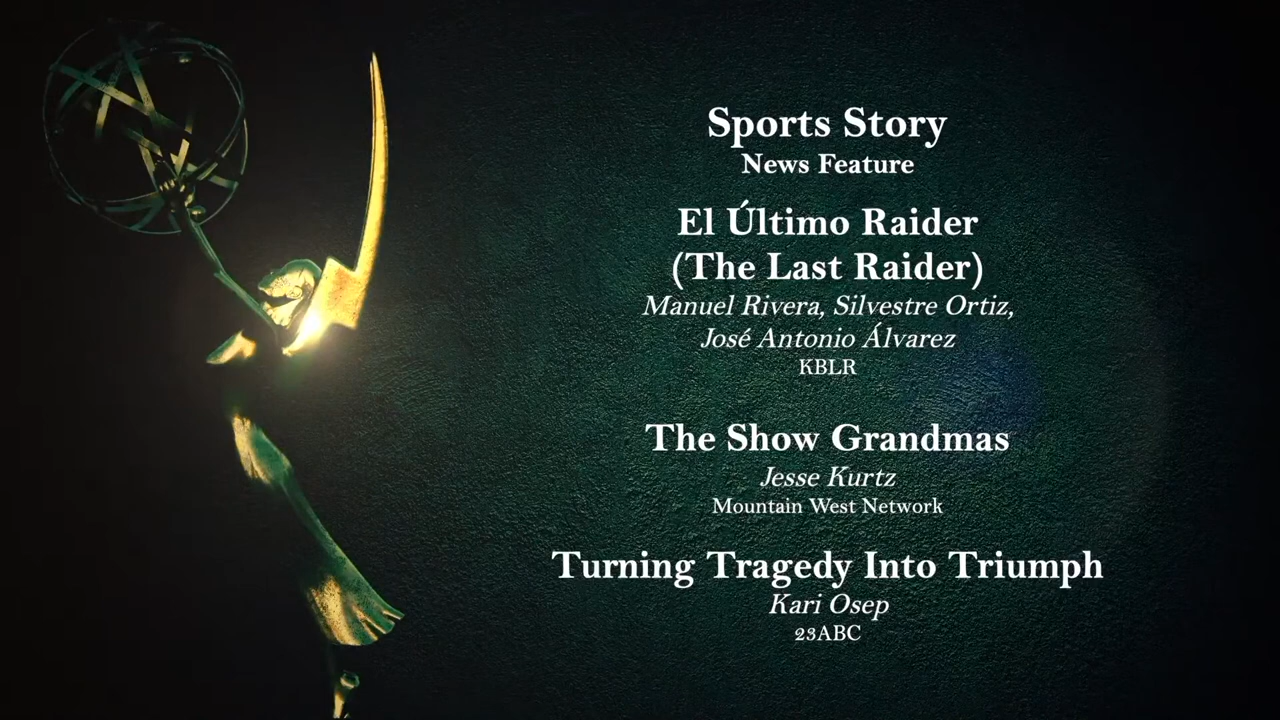 Sports Story
News Feature
El Último Raider
(The Last Raider)
Manuel Rivera, Silvestre Ortiz,
José Antonio Álvarez
KBLR
The Show Grandmas
Jesse Kurtz
Mountain West Network
Turning Tragedy Into Triumph
Kari Osep
23ABC